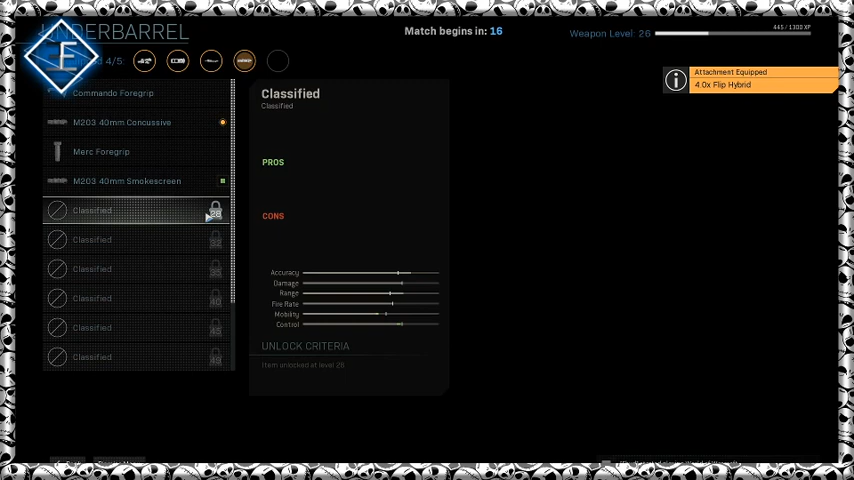 UNDERBARREL
Match begins in: 16
Weapon Level: 26
445 / 1300 XP
E
4/5:
Attachment Equipped
4.0x Flip Hybrid
Commando Foregrip
M203 40mm Concussive
Merc Foregrip
M203 40mm Smokescreen
Classified
28
Classified
32
Classified
Classified
40
Classified
45
Classified
49
Classified
Classified
PROS
CONS
Accuracy
Damage
Range
Fire Rate
Mobility
Control
UNLOCK CRITERIA
Item unlocked at level 28